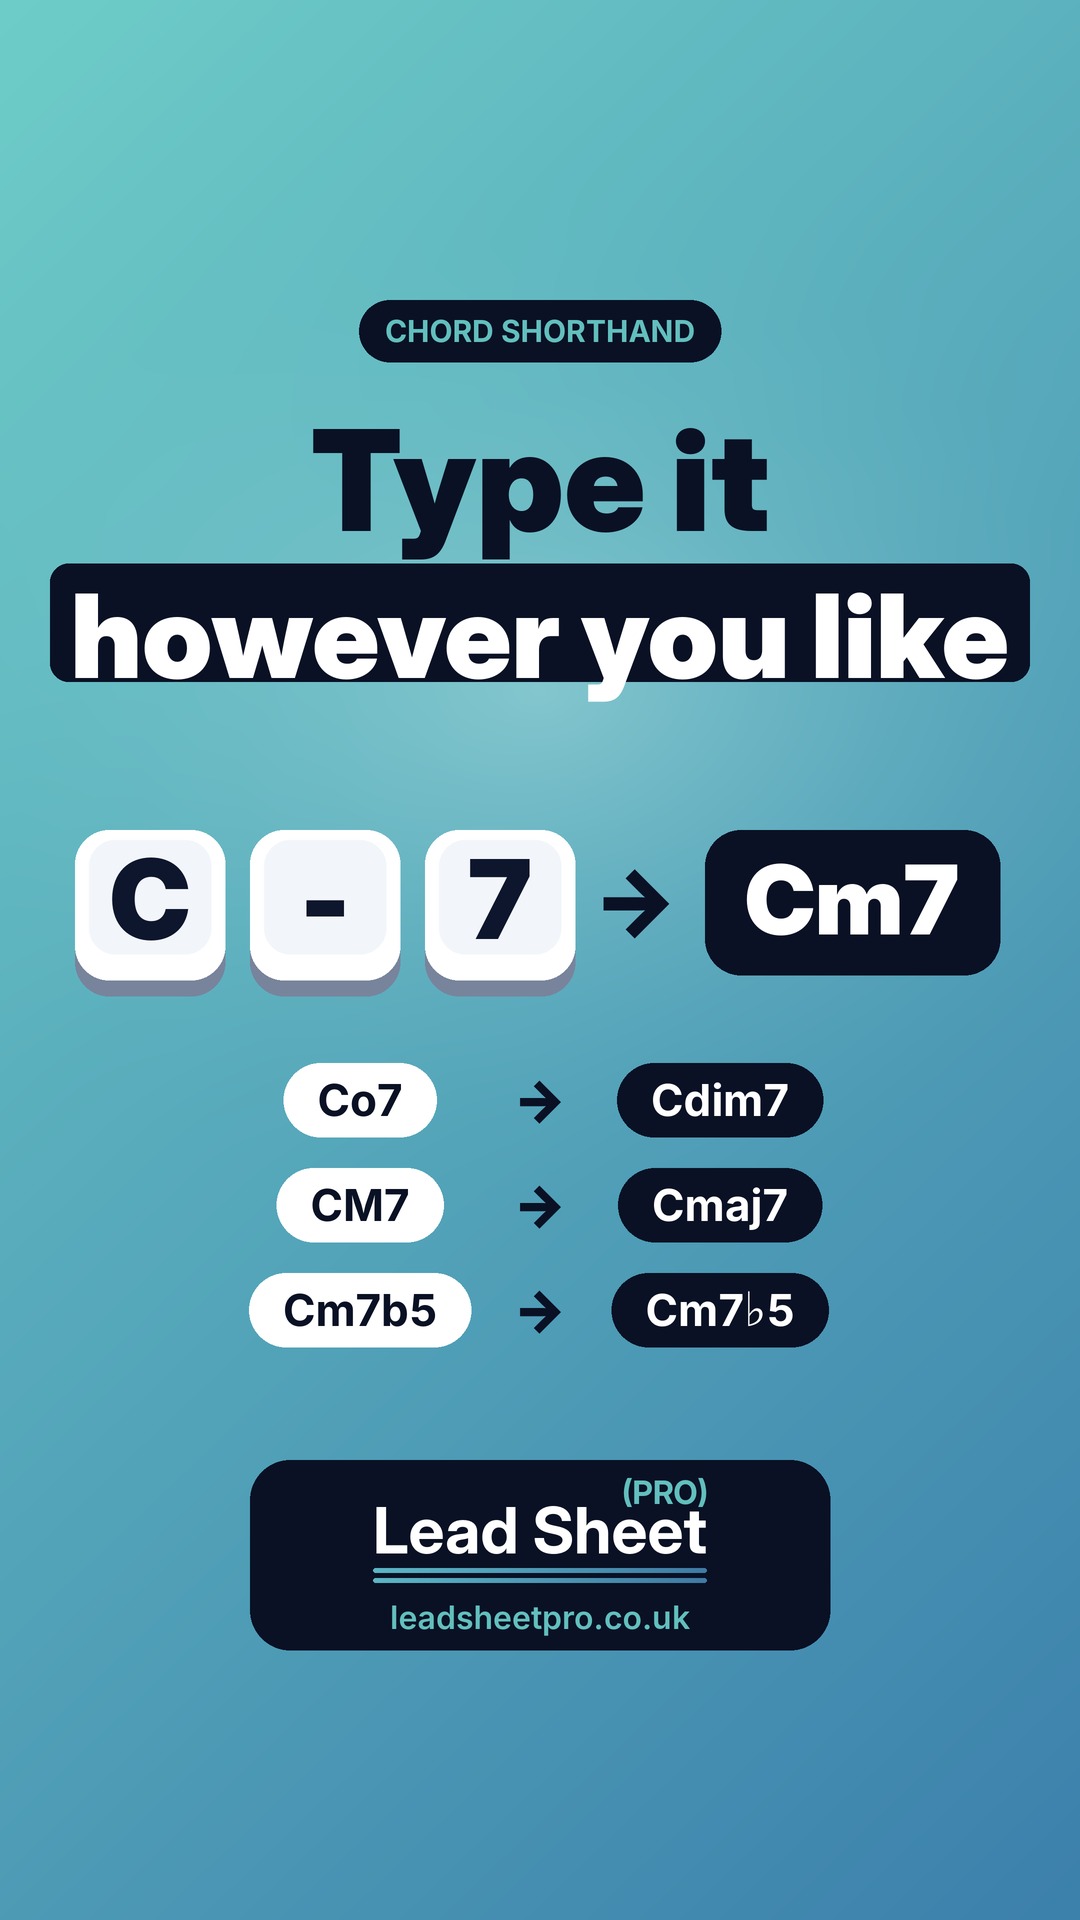 CHORD SHORTHAND
Type it
however you like
C - 7 → Cm7
Co7 → Cdim7
CM7 → Cmaj7
Cm7b5 → Cm7♭5
(PRO)
Lead Sheet
leadsheetpro.co.uk